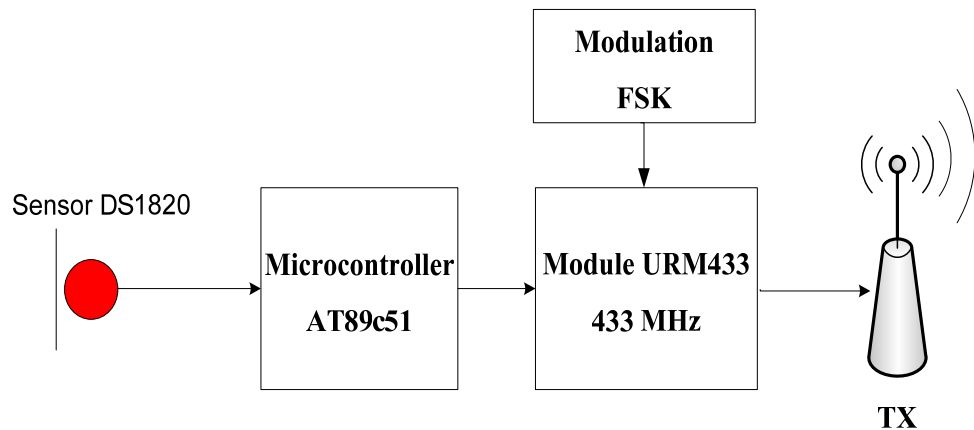 Modulation
FSK
Sensor DS1820
Microcontroller
AT89c51
Module URM433
433 MHz
TX